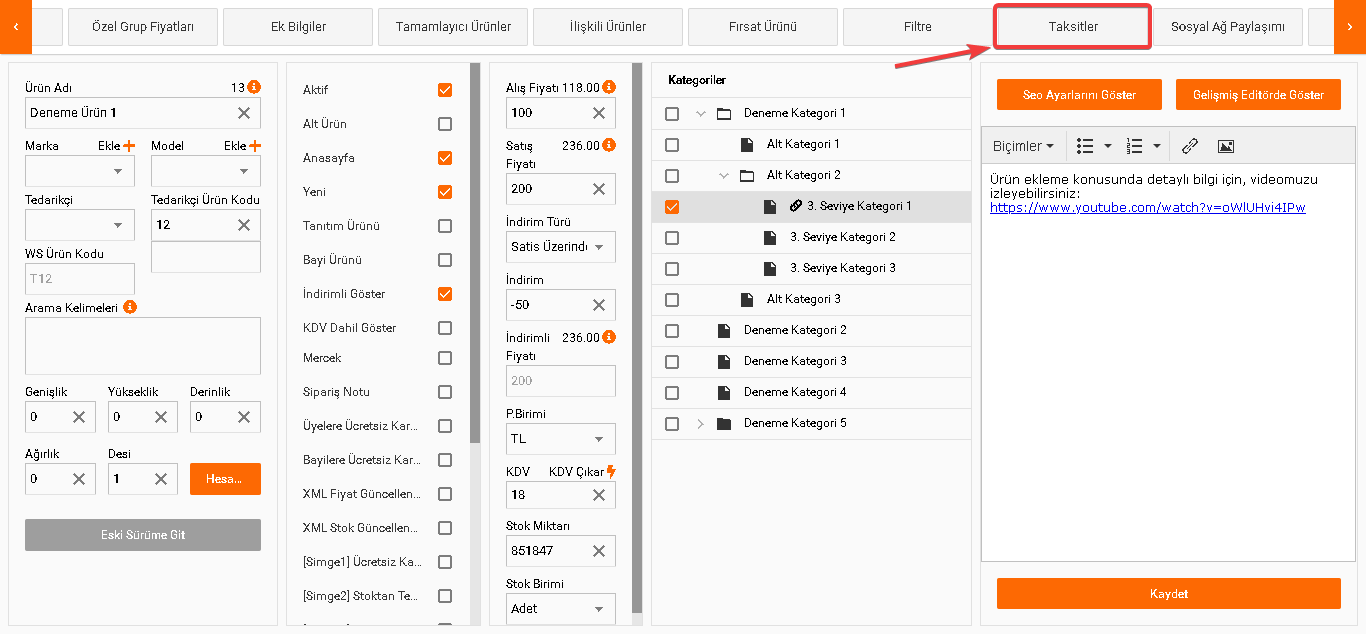 Özel Grup Fiyatları
Ek Bilgiler
Tamamlayıcı Ürünler
İlişkili Ürünler
Fırsat Ürünü
Filtre
Taksitler
Sosyal Ağ Paylaşımı
Ürün Adı 13
Deneme Ürün 1
Marka Ekle
Model Ekle
Tedarikçi
Tedarikçi Ürün Kodu
12
WS Ürün Kodu
T12
Arama Kelimeleri
Genişlik
Yükseklik
Derinlik
0
0
0
Ağırlık
Desi
0
1
Hesa...
Eski Sürüme Git
Aktif
Alt Ürün
Anasayfa
Yeni
Tanıtım Ürünü
Bayi Ürünü
İndirimli Göster
KDV Dahil Göster
Mercek
Sipariş Notu
Üyelere Ücretsiz Kar...
Bayilere Ücretsiz Kar...
XML Fiyat Güncellen...
XML Stok Güncellen...
[Simge1] Ücretsiz Ka...
[Simge2] Stoktan Te...
Alış Fiyatı 118.00
100
Satış 236.00
Fiyatı
200
İndirim Türü
Satis Üzerind
İndirim
-50
İndirimli 236.00
Fiyatı
200
P.Birimi
TL
KDV KDV Çıkar
18
Stok Miktarı
851847
Stok Birimi
Adet
Kategoriler
Deneme Kategori 1
Alt Kategori 1
Alt Kategori 2
3. Seviye Kategori 1
3. Seviye Kategori 2
3. Seviye Kategori 3
Alt Kategori 3
Deneme Kategori 2
Deneme Kategori 3
Deneme Kategori 4
Deneme Kategori 5
Seo Ayarlarını Göster
Gelişmiş Editörde Göster
Biçimler
Ürün ekleme konusunda detaylı bilgi için, videomuzu
izleyebilirsiniz:
https://www.youtube.com/watch?v=oWlUHvi4IPw
Kaydet